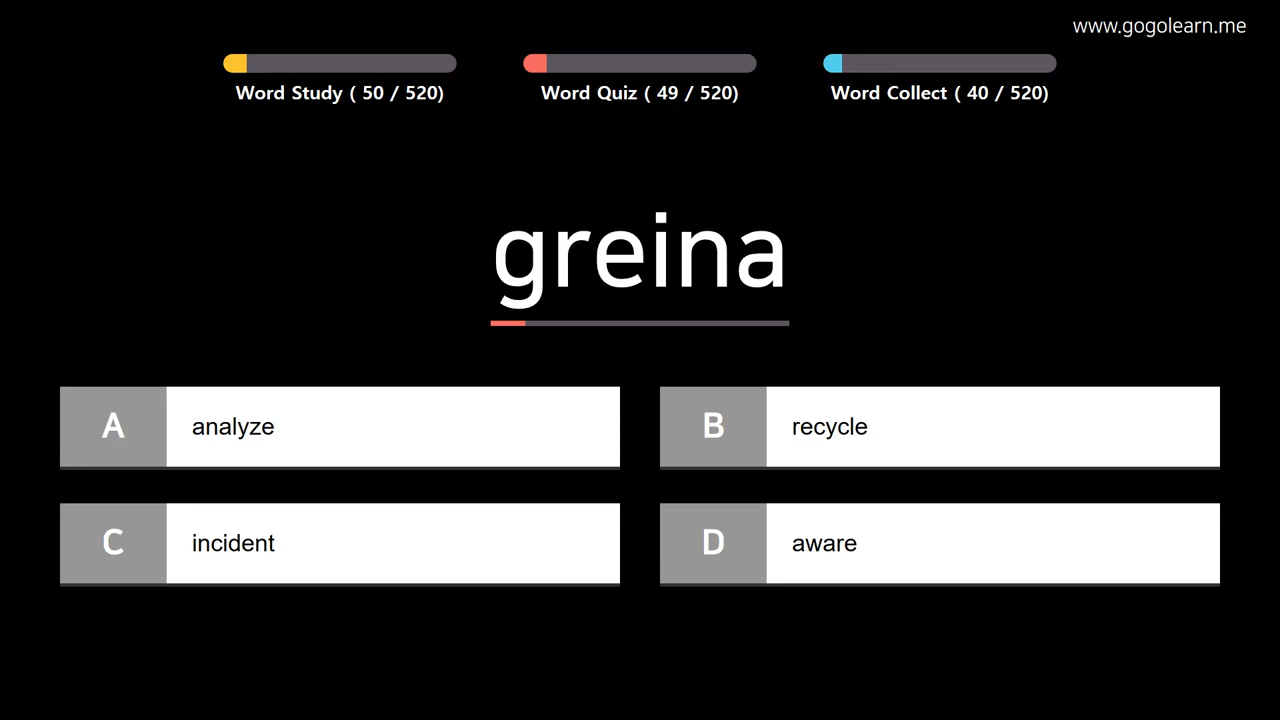 www.gogolearn.me
Word Study ( 50 / 520)
Word Quiz ( 49 / 520)
Word Collect ( 40 / 520)
greina
A analyze
B recycle
C incident
D aware